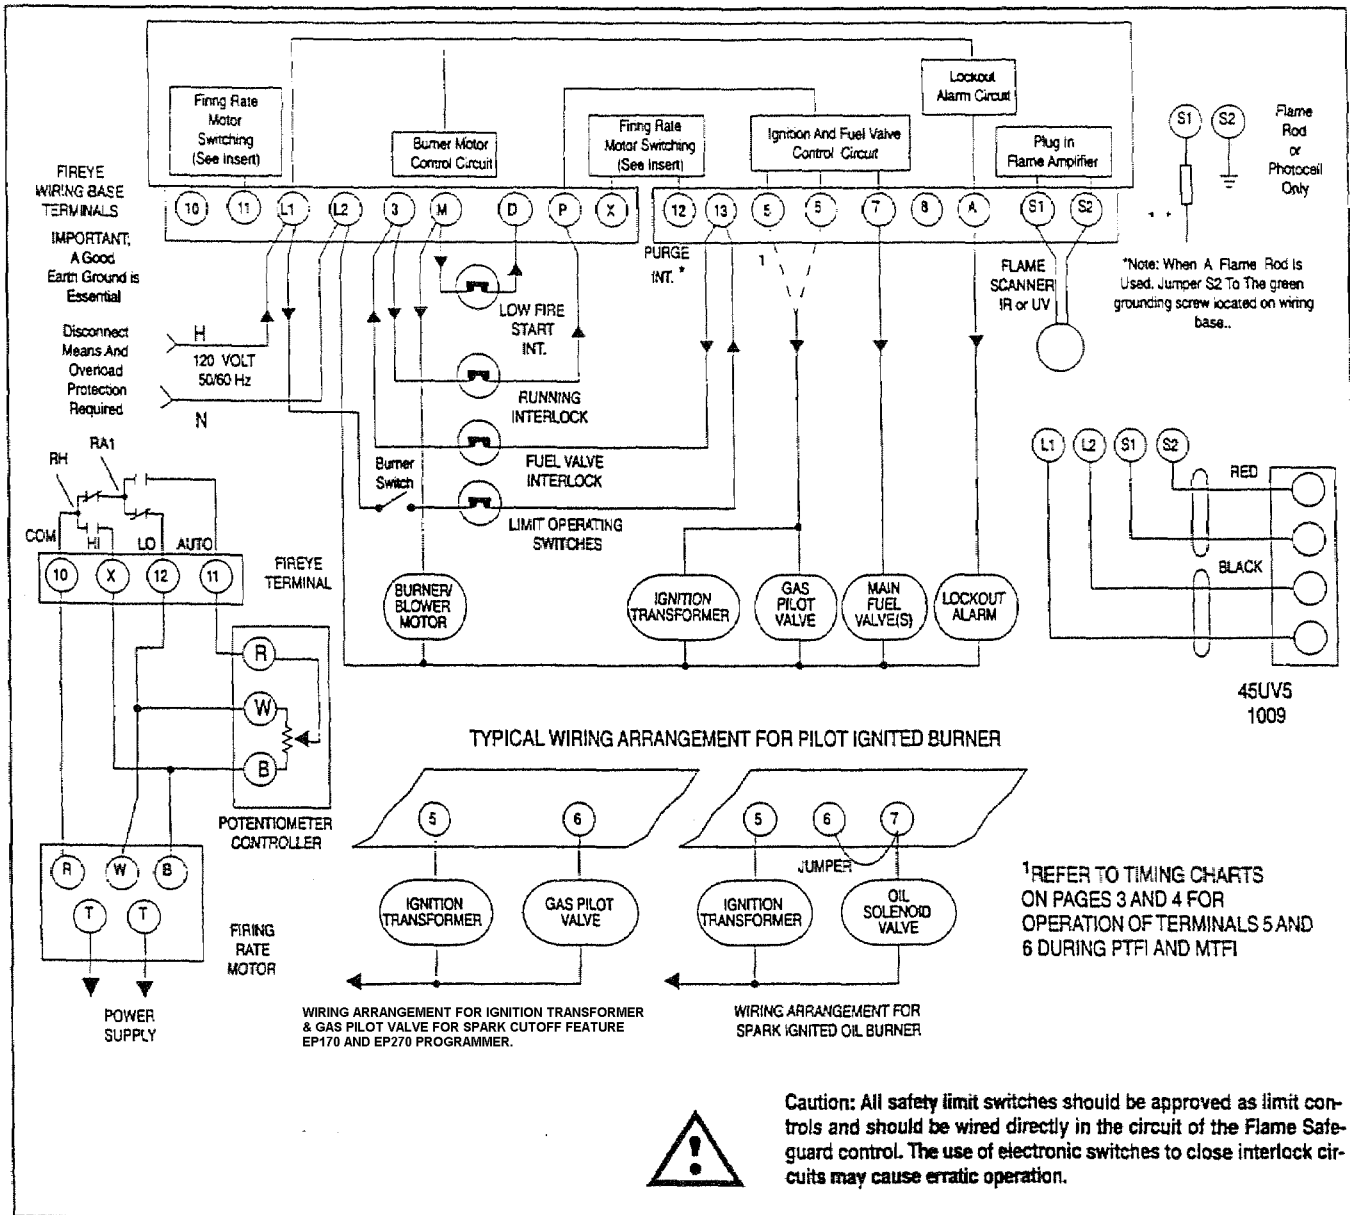 Firing Rate
Motor
Switching
(See Insert)
Burner Motor
Control Circuit
Firing Rate
Motor Switching
(See Insert)
Ignition And Fuel Valve
Control Circuit
Lockout
Alarm Circuit
Plug in
Flame Amplifier
S1
S2
Flame
Rod
or
Photocell
Only
FIREYE
WIRING BASE
TERMINALS
10
11
L1
L2
3
M
D
P
X
12
13
5
6
7
8
A
S1
S2
IMPORTANT;
A Good
Earth Ground is
Essential
PURGE
INT. *
1
FLAME
SCANNER
IR or UV
* *
*Note: When A Flame Rod Is
Used, Jumper S2 To The green
grounding screw located on wiring
base..
Disconnect
Means And
Overload
Protection
Required
H
120 VOLT
50/60 Hz
N
LOW FIRE
START
INT.
RUNNING
INTERLOCK
FUEL VALVE
INTERLOCK
Burner
Switch
LIMIT OPERATING
SWITCHES
RH
RA1
COM
HI
LO
AUTO
10
X
12
11
FIREYE
TERMINAL
BURNER/
BLOWER
MOTOR
IGNITION
TRANSFORMER
GAS
PILOT
VALVE
MAIN
FUEL
VALVE(S)
LOCKOUT
ALARM
L1
L2
S1
S2
RED
BLACK
45UV5
1009
R
W
B
POTENTIOMETER
CONTROLLER
TYPICAL WIRING ARRANGEMENT FOR PILOT IGNITED BURNER
5
6
5
6
7
JUMPER
R
W
B
T
T
FIRING
RATE
MOTOR
POWER
SUPPLY
IGNITION
TRANSFORMER
GAS PILOT
VALVE
IGNITION
TRANSFORMER
OIL
SOLENOID
VALVE
WIRING ARRANGEMENT FOR IGNITION TRANSFORMER
& GAS PILOT VALVE FOR SPARK CUTOFF FEATURE
EP170 AND EP270 PROGRAMMER.
WIRING ARRANGEMENT FOR
SPARK IGNITED OIL BURNER
1REFER TO TIMING CHARTS
ON PAGES 3 AND 4 FOR
OPERATION OF TERMINALS 5 AND
6 DURING PTFI AND MTFI
!
Caution: All safety limit switches should be approved as limit con-
trols and should be wired directly in the circuit of the Flame Safe-
guard control. The use of electronic switches to close interlock cir-
cuits may cause erratic operation.